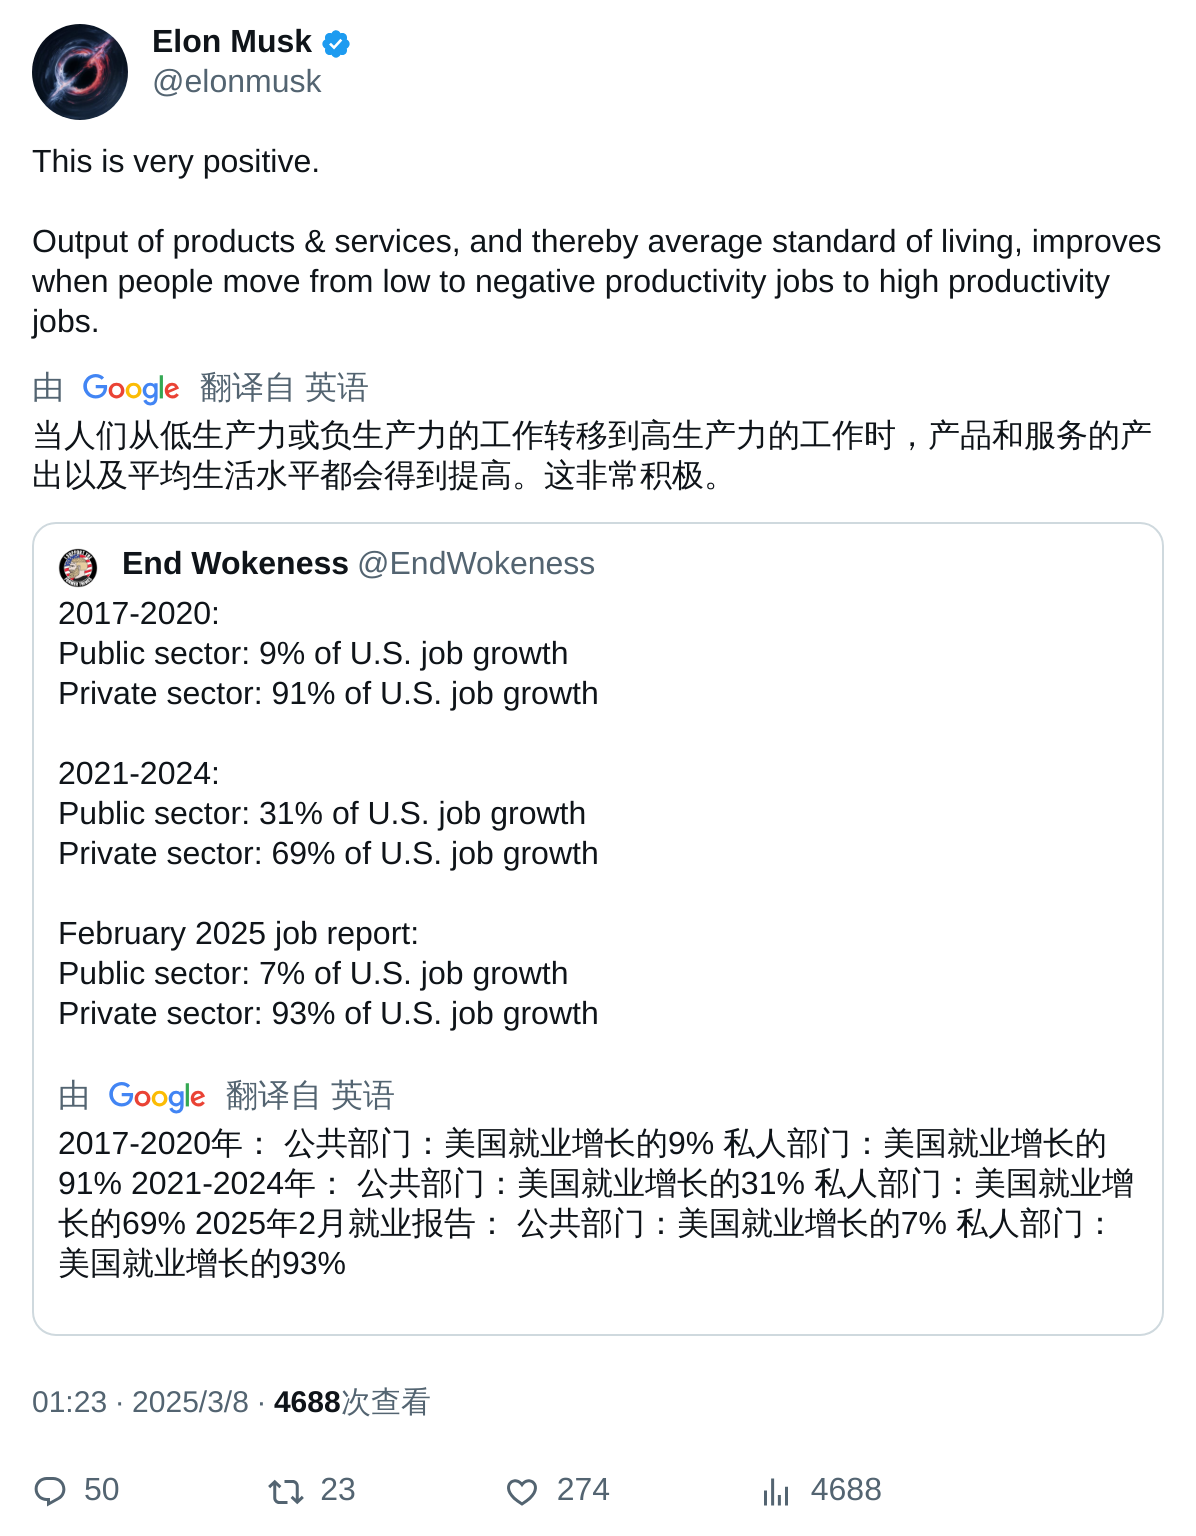 Elon Musk
@elonmusk
This is very positive.
Output of products & services, and thereby average standard of living, improves
when people move from low to negative productivity jobs to high productivity
jobs.
由 Google 翻译自 英语
当人们从低生产力或负生产力的工作转移到高生产力的工作时，产品和服务的产
出以及平均生活水平都会得到提高。这非常积极。
End Wokeness @EndWokeness
2017-2020:
Public sector: 9% of U.S. job growth
Private sector: 91% of U.S. job growth
2021-2024:
Public sector: 31% of U.S. job growth
Private sector: 69% of U.S. job growth
February 2025 job report:
Public sector: 7% of U.S. job growth
Private sector: 93% of U.S. job growth
由 Google 翻译自 英语
2017-2020年： 公共部门：美国就业增长的9% 私人部门：美国就业增长的
91% 2021-2024年： 公共部门：美国就业增长的31% 私人部门：美国就业增
长的69% 2025年2月就业报告： 公共部门：美国就业增长的7% 私人部门：
美国就业增长的93%
01:23 · 2025/3/8 · 4688次查看
50 23 274 4688